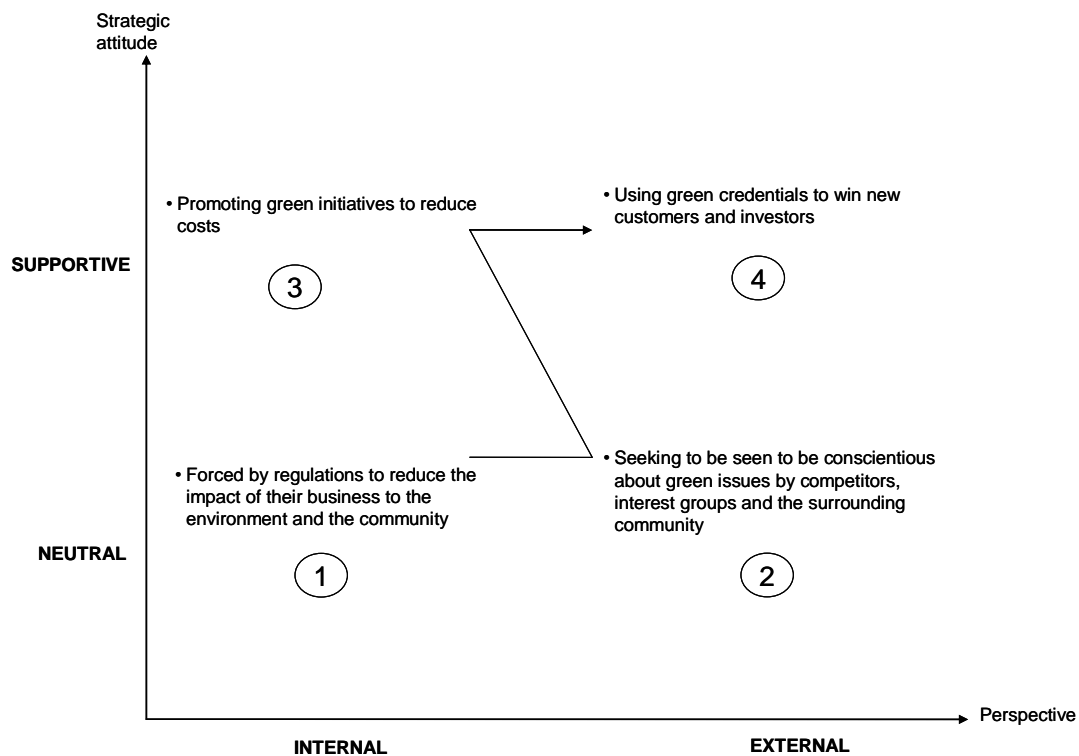 Strategic
attitude
• Promoting green initiatives to reduce
costs
• Using green credentials to win new
customers and investors
SUPPORTIVE
3
4
• Forced by regulations to reduce the
impact of their business to the
environment and the community
• Seeking to be seen to be conscientious
about green issues by competitors,
interest groups and the surrounding
community
NEUTRAL
1
2
Perspective
INTERNAL
EXTERNAL